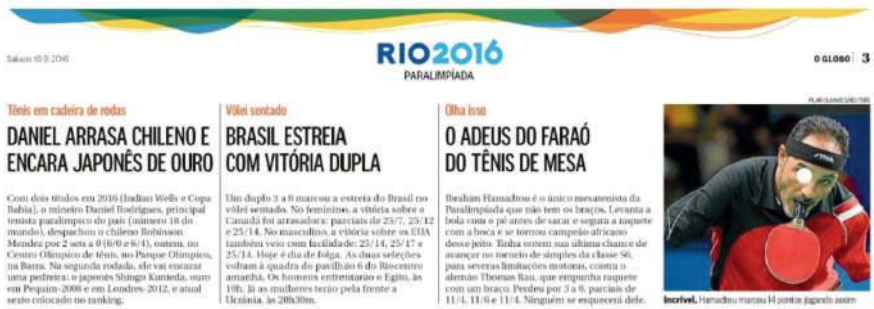 Sábado 10.9.2016
RIO2016
PARALIMPÍADA
O GLOBO 3
Tênis em cadeira de rodas
DANIEL ARRASA CHILENO E
ENCARA JAPONÊS DE OURO
Com dois títulos em 2016 (Indian Wells e Copa
Bahia), o mineiro Daniel Rodrigues, principal
tenista paralímpico do país (número 18 do
mundo), despachou o chileno Robinson
Mendez por 2 sets a 0 (6/0 e 6/4), ontem, no
Centro Olímpico de tênis, no Parque Olímpico,
na Barra. Na segunda rodada, ele vai encarar
uma pedreira: o japonês Shingo Kunieda, ouro
em Pequim-2008 e em Londres-2012, e atual
sexto colocado no ranking.
Vôlei sentado
BRASIL ESTREIA
COM VITÓRIA DUPLA
Um duplo 3 a 0 marcou a estreia do Brasil no
vôlei sentado. No feminino, a vitória sobre o
Canadá foi arrasadora: parciais de 25/7, 25/12
e 25/14. No masculino, a vitória sobre os EUA
também veio com facilidade: 25/14, 25/17 e
25/14. Hoje é dia de folga. As duas seleções
voltam à quadra do pavilhão 6 do Riocentro
amanhã. Os homens enfrentarão o Egito, às
10h. Já as mulheres terão pela frente a
Ucrânia, às 20h30m.
Olha isso
O ADEUS DO FARAÓ
DO TÊNIS DE MESA
Ibrahim Hamadtou é o único mesatenista da
Paralimpíada que não tem os braços. Levanta a
bola com o pé antes de sacar e segura a raquete
com a boca e se tornou campeão africano
desse jeito. Tinha ontem sua última chance de
avançar no torneio de simples da classe S6,
para severas limitações motoras, contra o
alemão Thomas Rau, que empunha raquete
com um braço. Perdeu por 3 a 0, parciais de
11/4, 11/6 e 11/4. Ninguém se esquecerá dele.
STIGA
Incrível. Hamadtou marcou 14 pontos jogando assim